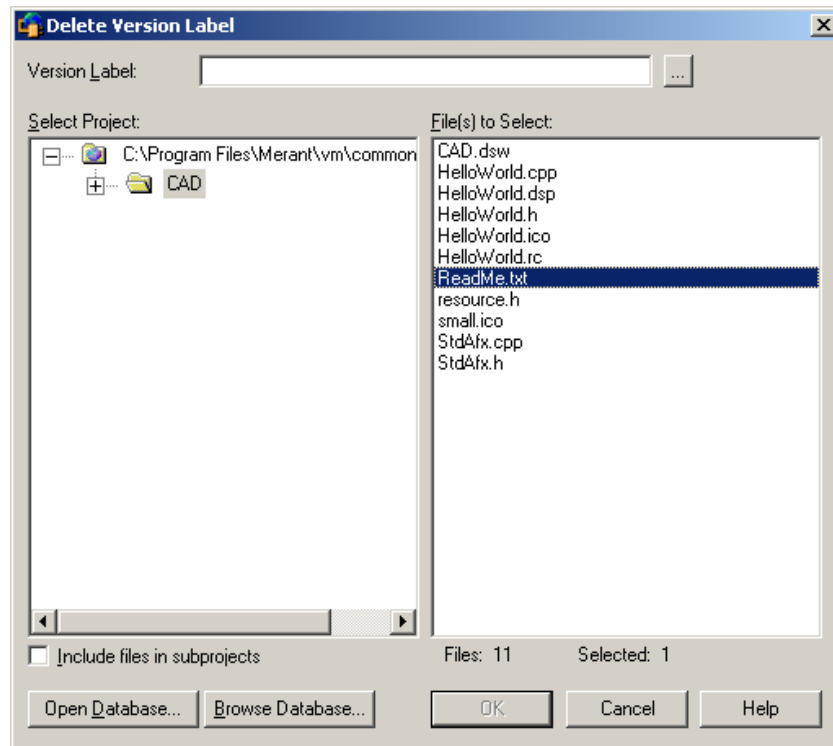 Delete Version Label
Version Label:
...
Select Project:
File(s) to Select:
C:\Program Files\Merant\vm\common
CAD
CAD.dsw
HelloWorld.cpp
HelloWorld.dsp
HelloWorld.h
HelloWorld.ico
HelloWorld.rc
ReadMe.txt
resource.h
small.ico
StdAfx.cpp
StdAfx.h
Include files in subprojects
Files: 11 Selected: 1
Open Database... Browse Database... OK Cancel Help